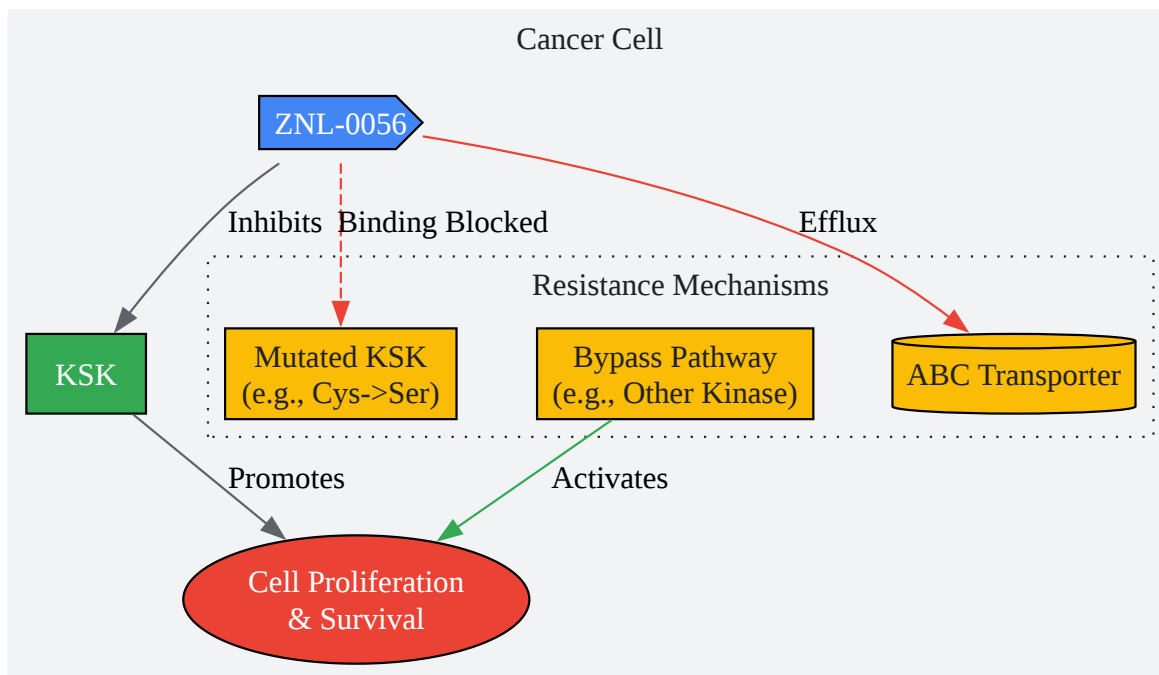 Cancer Cell
ZNL-0056
Inhibits
Binding Blocked
Efflux
Resistance Mechanisms
KSK
Mutated KSK
(e.g., Cys->Ser)
Bypass Pathway
(e.g., Other Kinase)
ABC Transporter
Promotes
Activates
Cell Proliferation
& Survival